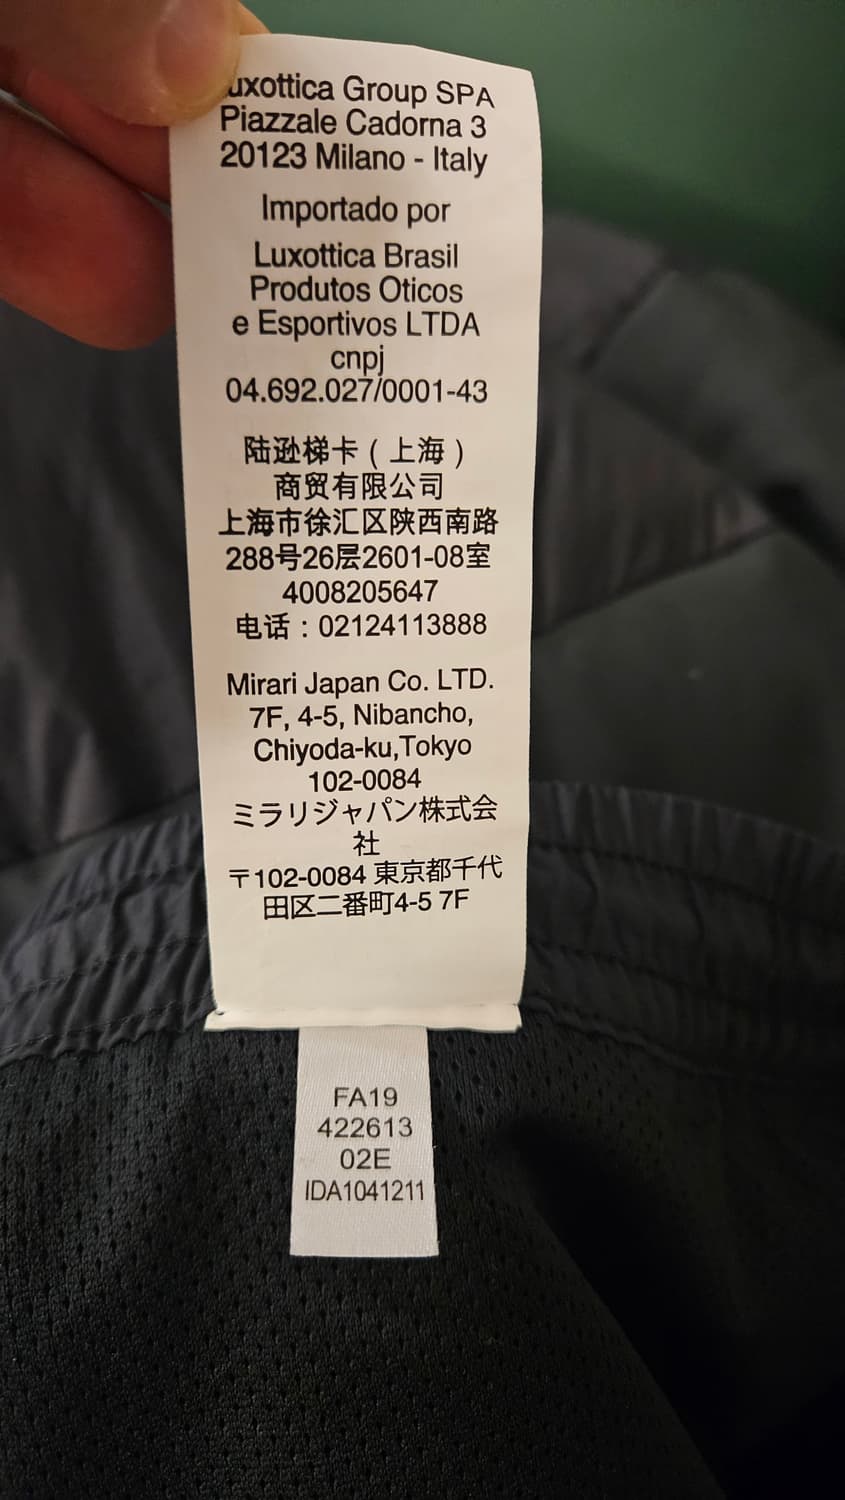 uxottica Group SPA
Piazzale Cadorna 3
20123 Milano - Italy
Importado por
Luxottica Brasil
Produtos Oticos
e Esportivos LTDA
cnpj
04.692.027/0001-43
陆逊梯卡（上海）
商贸有限公司
上海市徐汇区陕西南路
288号26层2601-08室
4008205647
电话：02124113888
Mirari Japan Co. LTD.
7F, 4-5, Nibancho,
Chiyoda-ku,Tokyo
102-0084
ミラリジャパン株式会
社
〒102-0084 東京都千代
田区二番町4-5 7F
FA19
422613
02E
IDA1041211